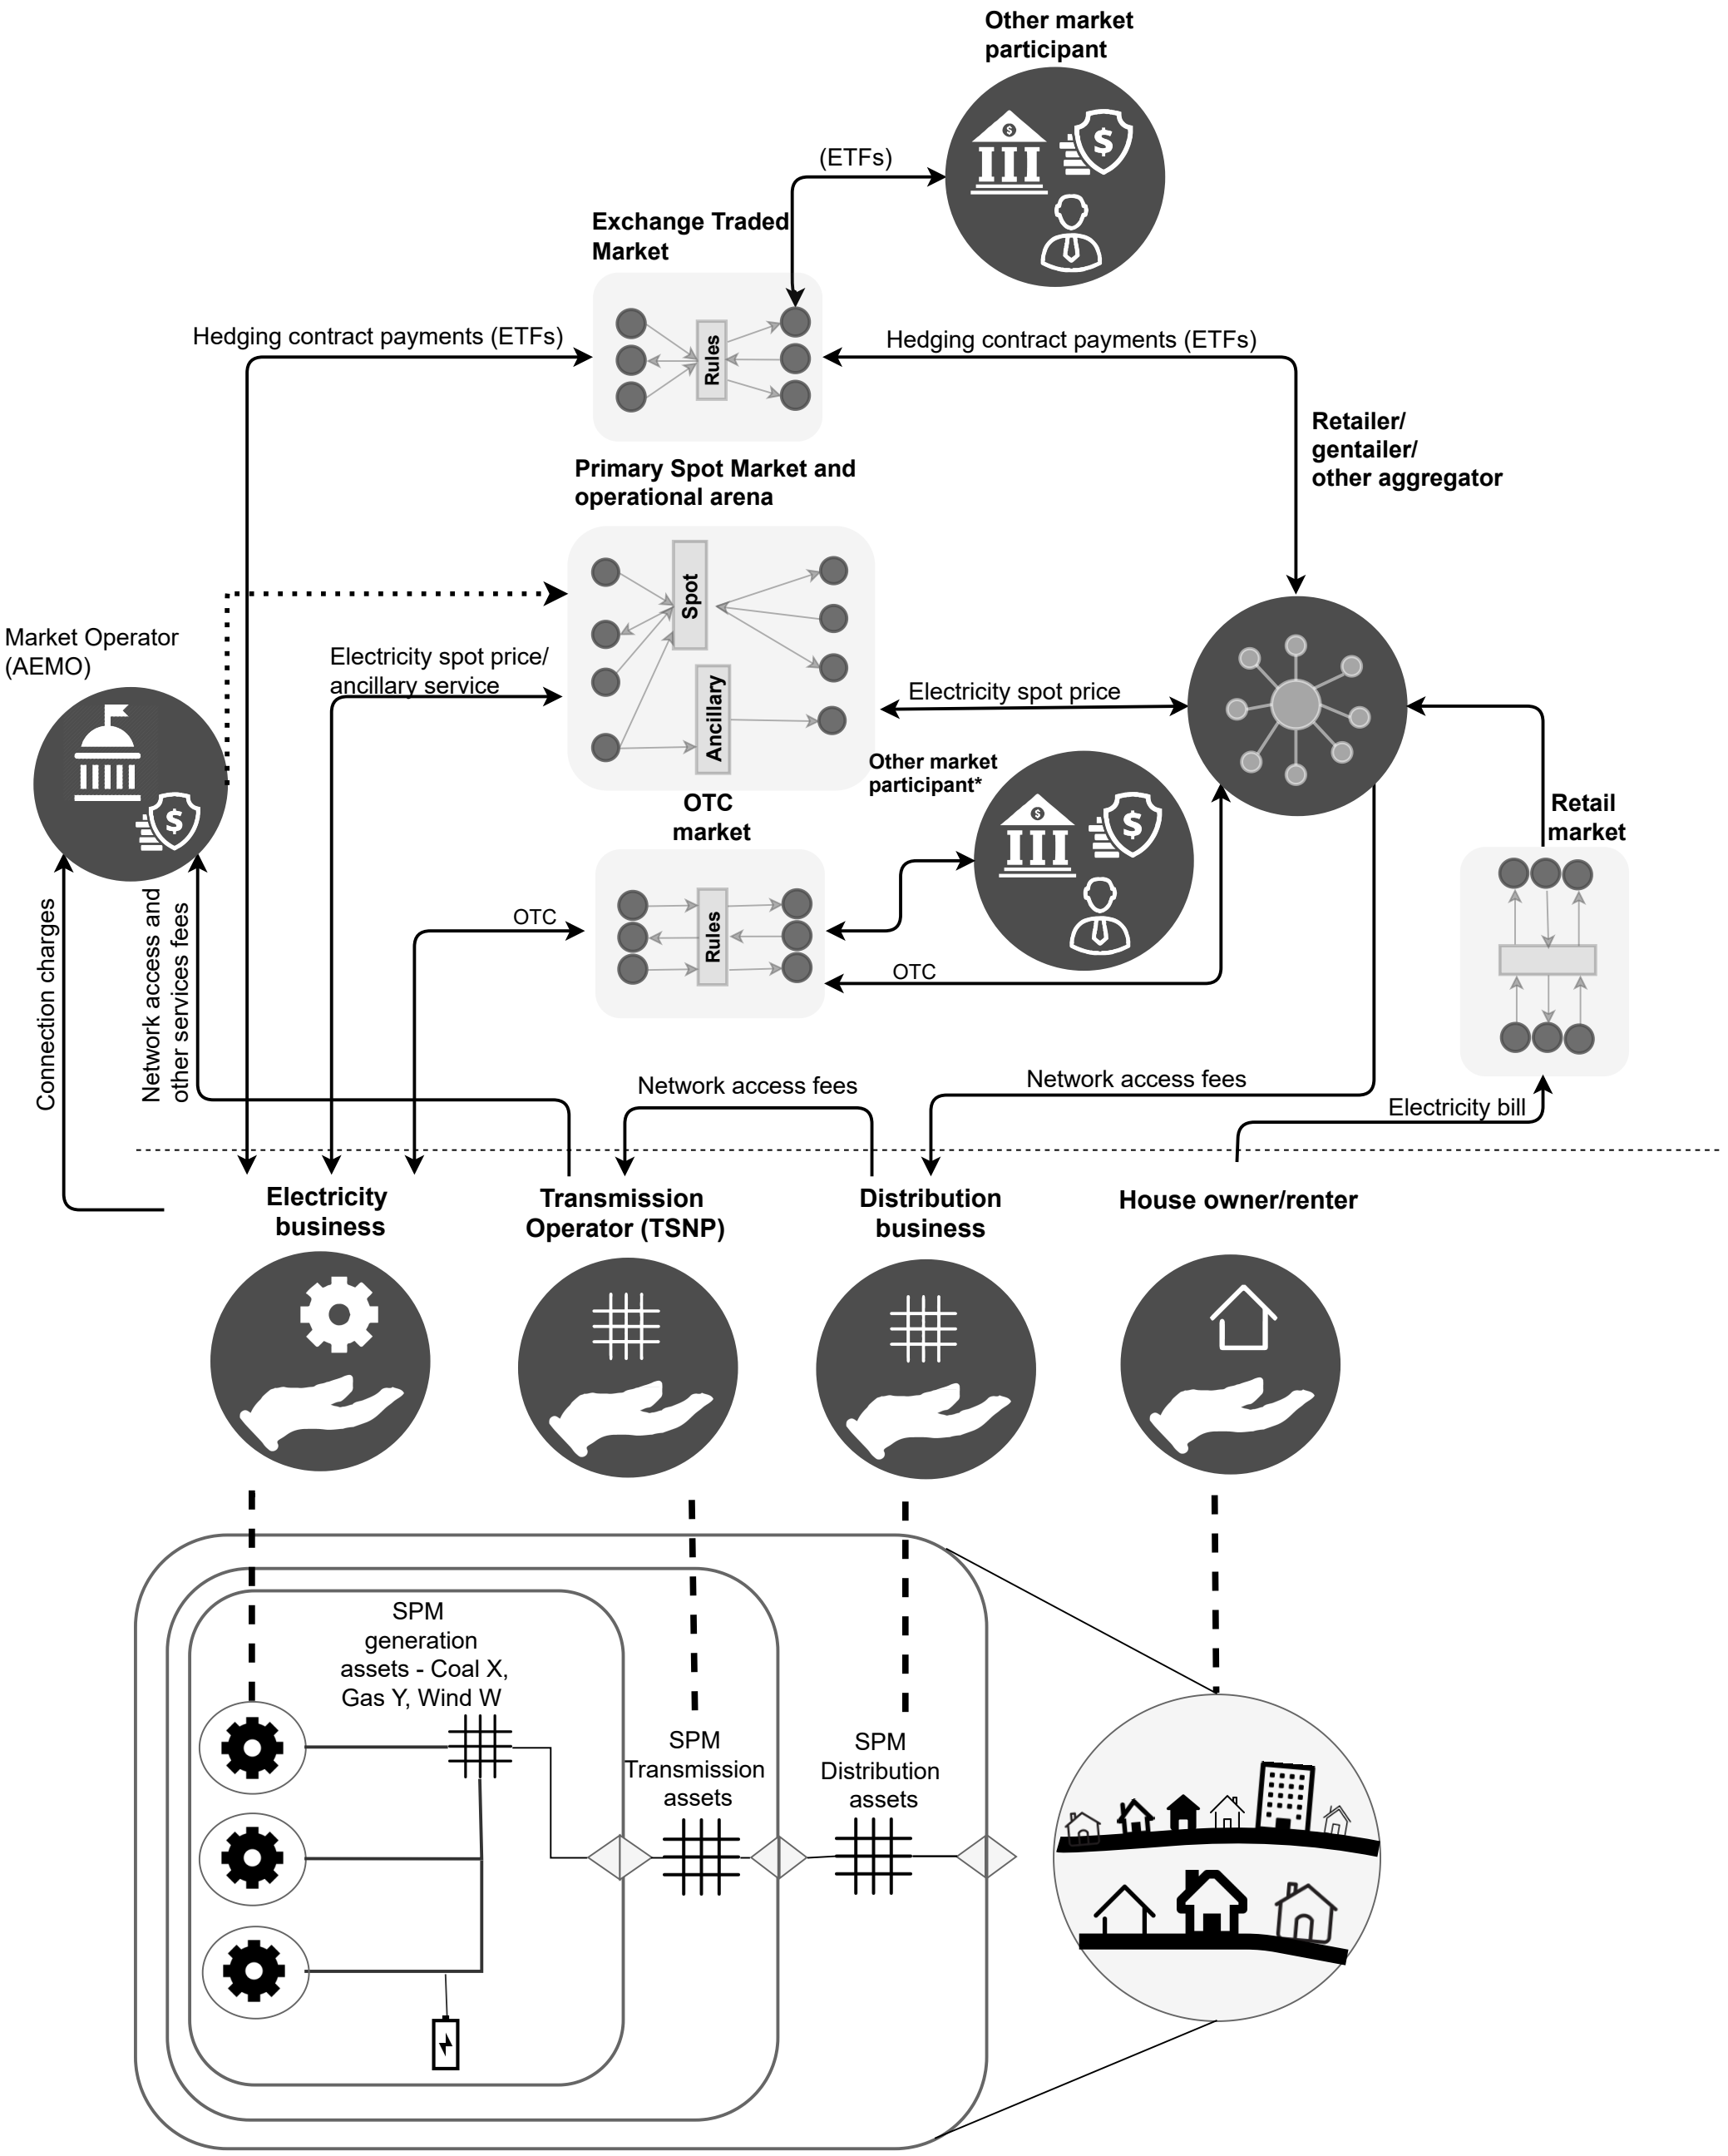 Other market
participant
(ETFs)
Exchange Traded
Market
Rules
Hedging contract payments (ETFs)
Hedging contract payments (ETFs)
Retailer/
gentailer/
other aggregator
Primary Spot Market and
operational arena
Spot
Ancillary
Market Operator
(AEMO)
Electricity spot price/
ancillary service
Electricity spot price
Other market
participant*
OTC
market
Rules
OTC
OTC
Retail
market
Connection charges
Network access and
other services fees
Network access fees
Network access fees
Electricity bill
Electricity
business
Transmission
Operator (TSNP)
Distribution
business
House owner/renter
SPM
generation
assets - Coal X,
Gas Y, Wind W
SPM
Transmission
assets
SPM
Distribution
assets